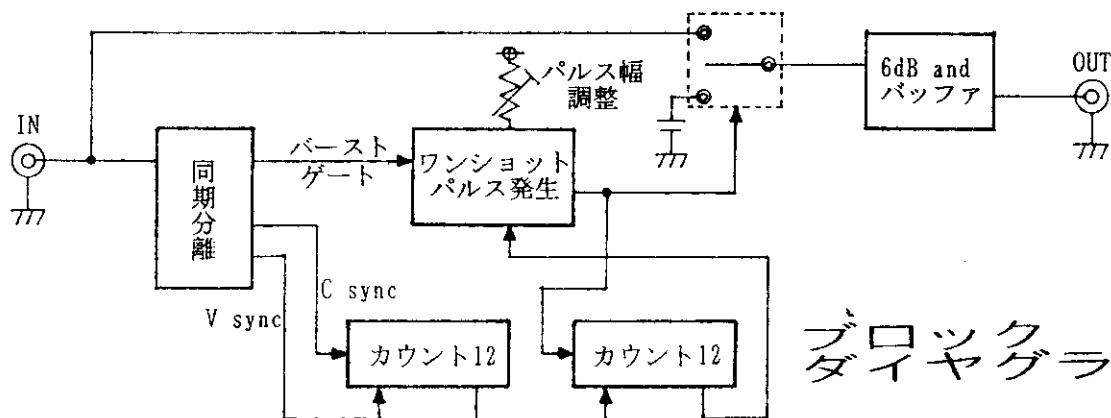 パルス幅
調整
6dB and
バッファ
OUT
IN
同期分離
バースト
ゲート
ワンショット
パルス発生
C sync
V sync
カウント12
カウント12
ブロック
ダイヤグラ